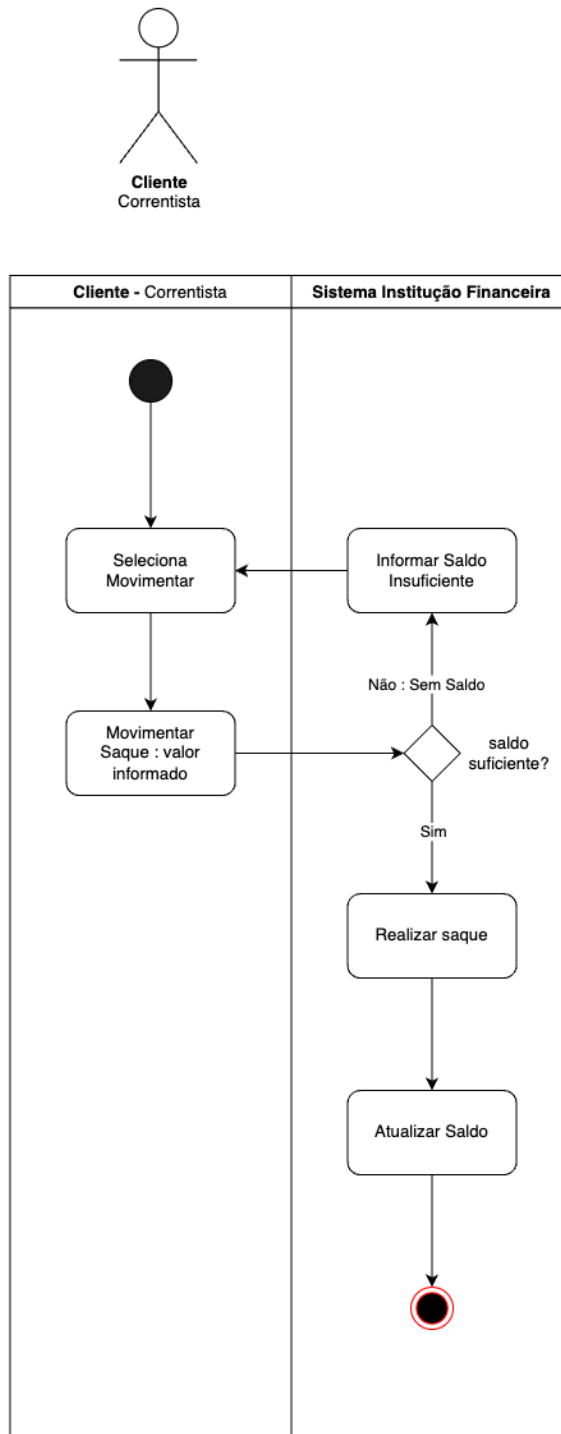 Cliente
Correntista
Cliente - Correntista
Sistema Institução Financeira
Seleciona
Movimentar
Informar Saldo
Insuficiente
Não : Sem Saldo
Movimentar
Saque : valor
informado
saldo
suficiente?
Sim
Realizar saque
Atualizar Saldo